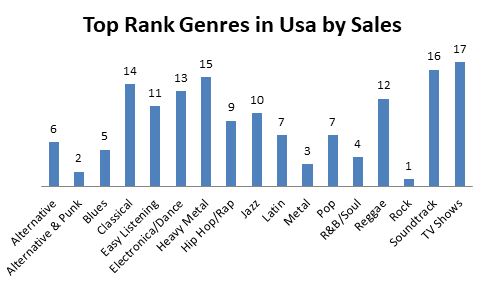 Top Rank Genres in Usa by Sales
6
2
5
14
11
13
15
9
10
7
3
7
4
12
1
16
17
Alternative
Alternative & Punk
Blues
Classical
Easy Listening
Electronica/Dance
Heavy Metal
Hip Hop/Rap
Jazz
Latin
Metal
Pop
R&B/Soul
Reggae
Rock
Soundtrack
TV Shows